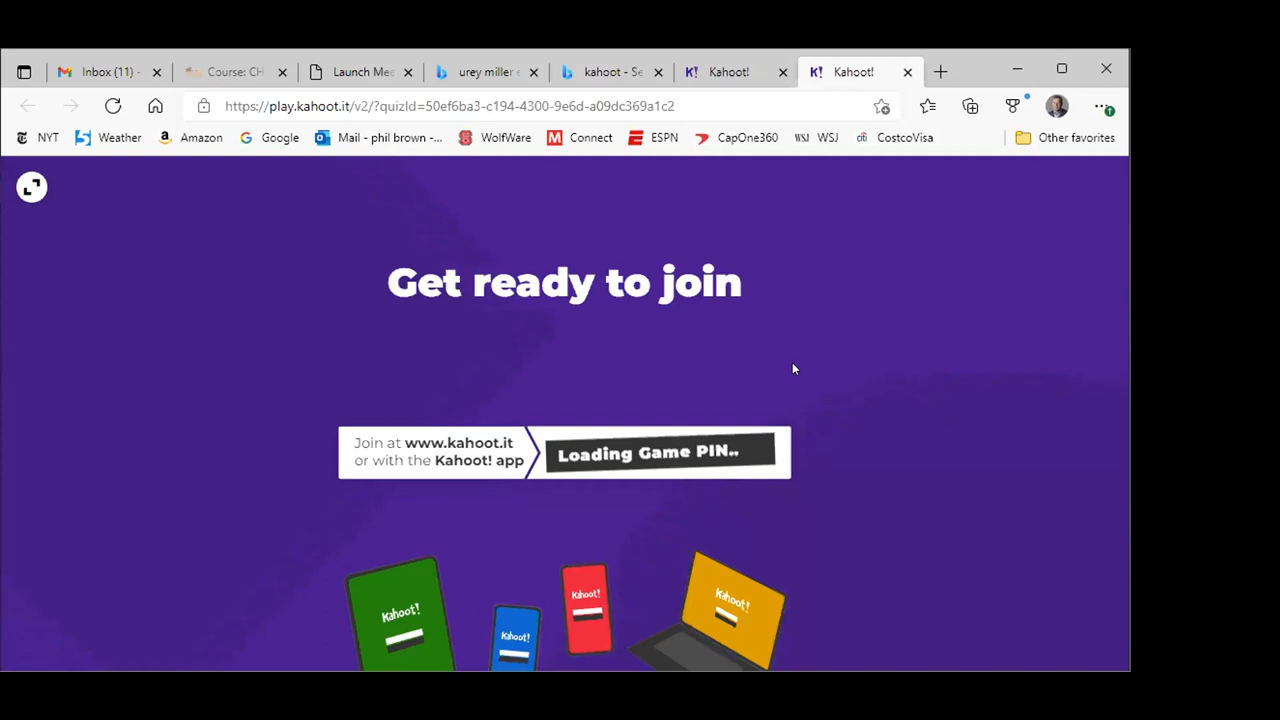 Inbox (11) -
Course: CH
Launch Mee
urey miller e
kahoot - Se
K! Kahoot!
K! Kahoot!
https://play.kahoot.it/v2/?quizId=50ef6ba3-c194-4300-9e6d-a09dc369a1c2
NYT
Weather
Amazon
Google
Mail - phil brown -...
WolfWare
Connect
ESPN
CapOne360
WSJ WSJ
CostcoVisa
Other favorites
Get ready to join
Join at www.kahoot.it
or with the Kahoot! app
Loading Game PIN..
Kahoot!
Kahoot!
Kahoot!
Kahoot!